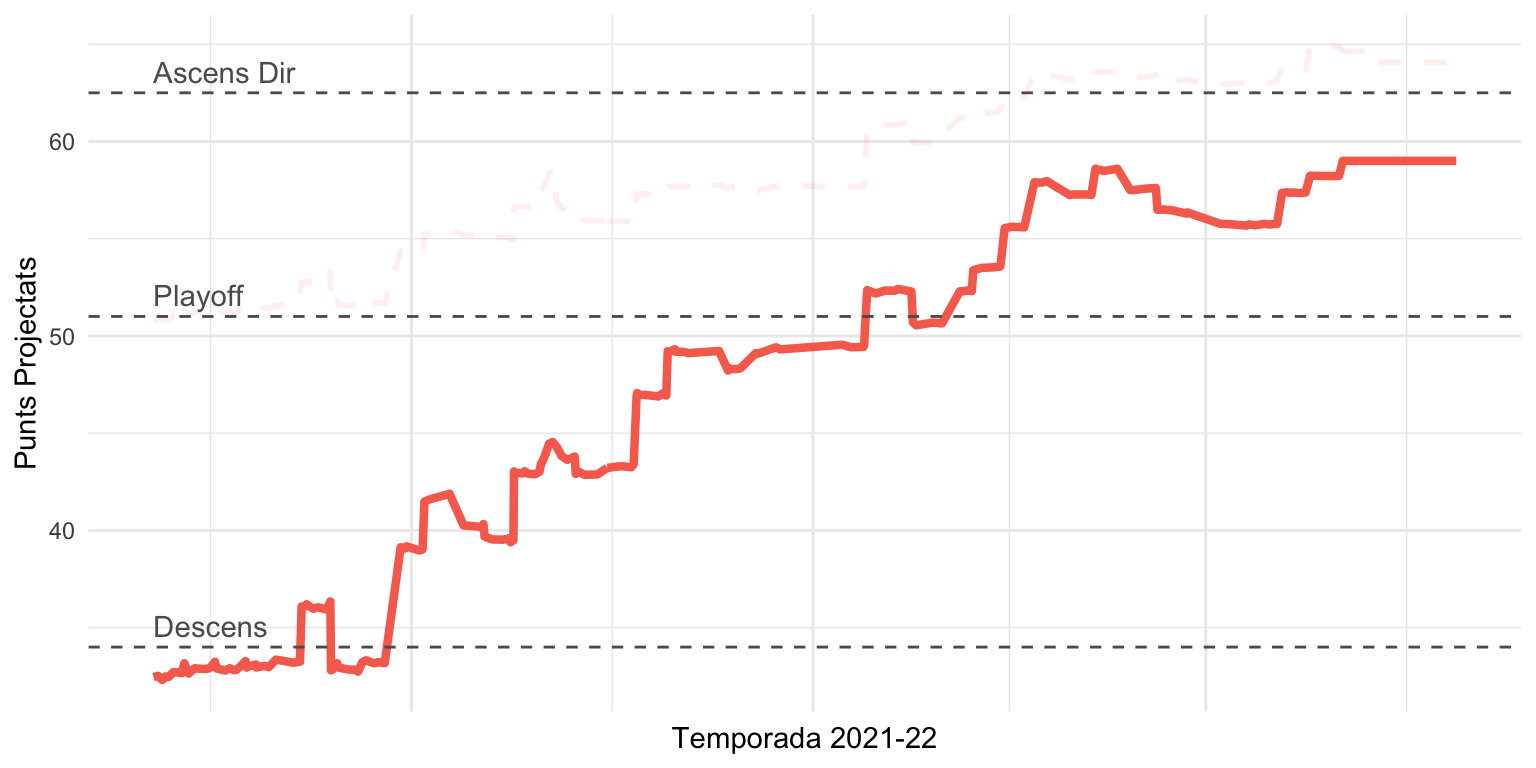 Ascens Dir
60
Playoff
50
Punts Projectats
40
Descens
Temporada 2021-22